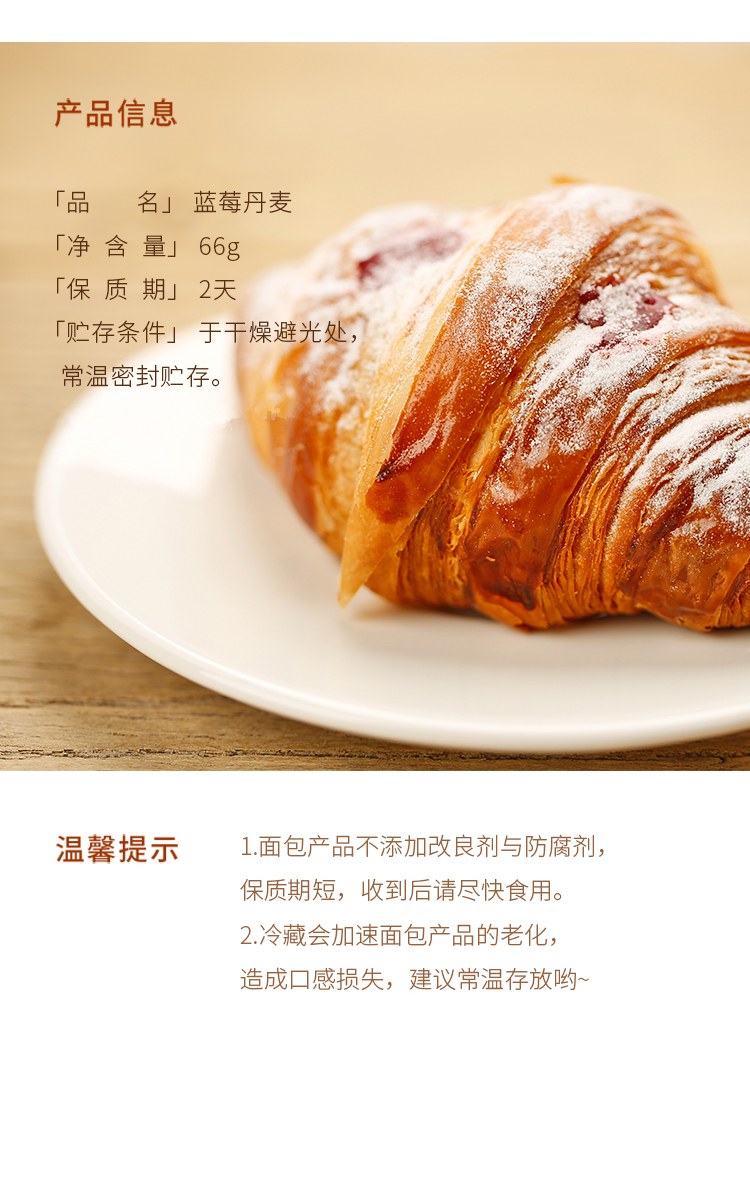 产品信息
「品 名」 蓝莓丹麦
「净 含 量」 66g
「保 质 期」 2天
「贮存条件」 于干燥避光处，
常温密封贮存。
温馨提示
1.面包产品不添加改良剂与防腐剂，
保质期短，收到后请尽快食用。
2.冷藏会加速面包产品的老化，
造成口感损失，建议常温存放哟~